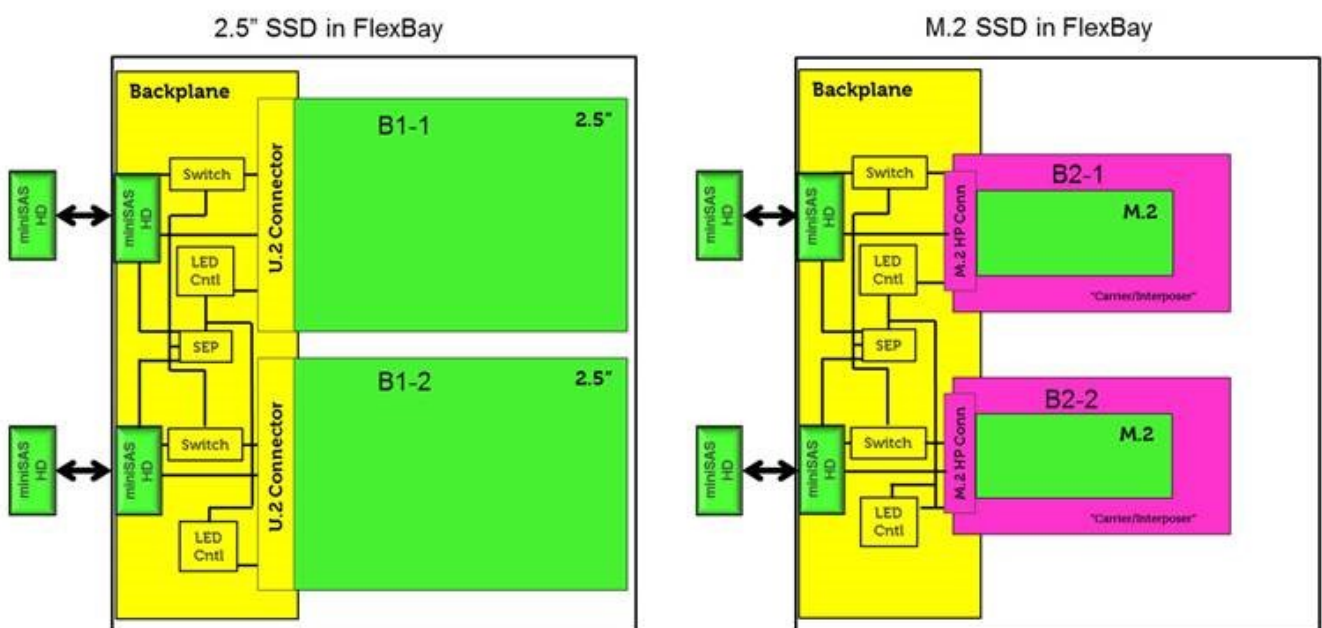 2.5” SSD in FlexBay
Backplane
B1-1
2.5”
Switch
miniSAS
HD
miniSAS
HD
U.2 Connector
LED
Cntl
SEP
B1-2
2.5”
Switch
miniSAS
HD
miniSAS
HD
U.2 Connector
LED
Cntl
M.2 SSD in FlexBay
Backplane
B2-1
Switch
M.2
miniSAS
HD
miniSAS
HD
M.2 HP Conn
LED
Cntl
"Carrier/Interposer"
SEP
B2-2
M.2
Switch
miniSAS
HD
miniSAS
HD
M.2 HP Conn
LED
Cntl
"Carrier/Interposer"